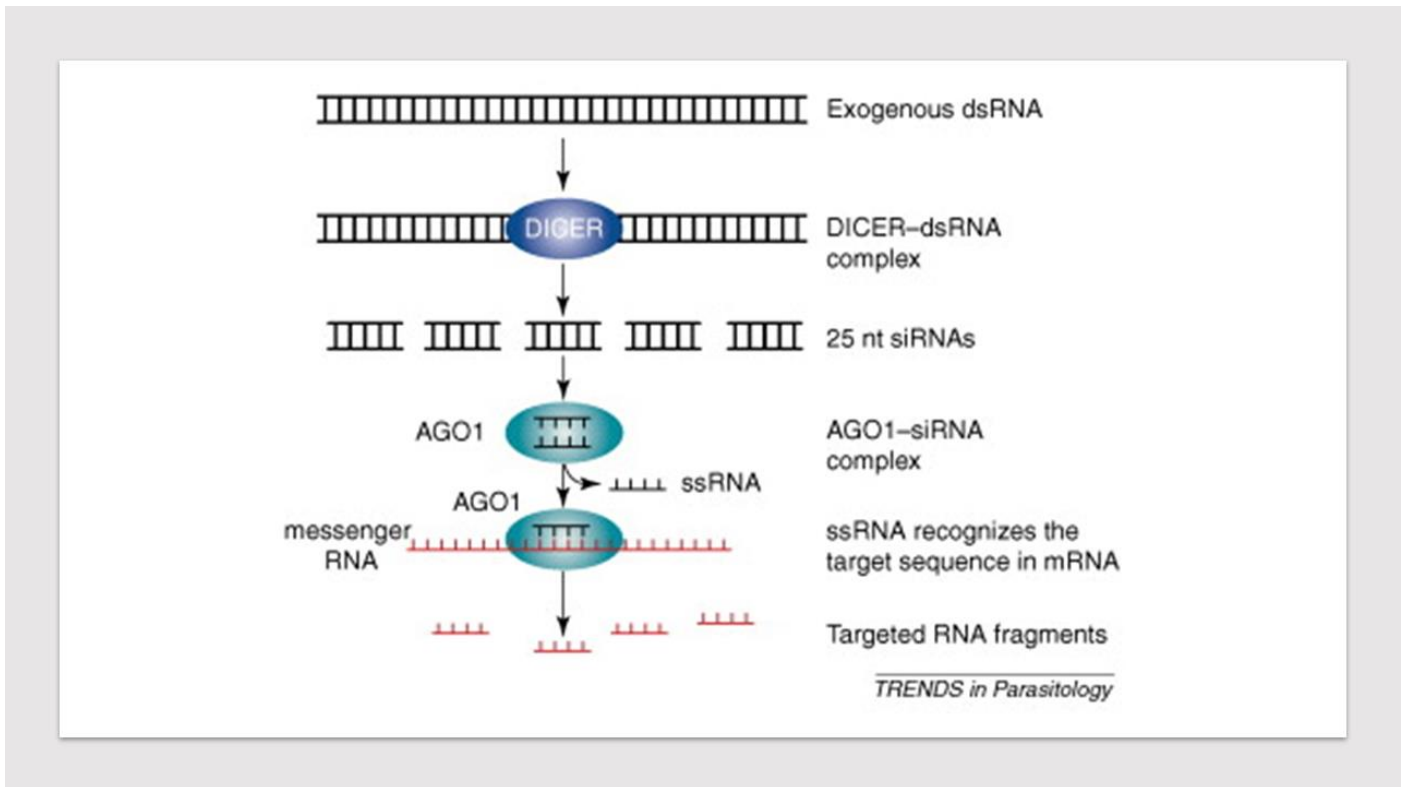 Exogenous dsRNA
DIGER
DICER–dsRNA
complex
25 nt siRNAs
AGO1
AGO1–siRNA
complex
ssRNA
AGO1
messenger
RNA
ssRNA recognizes the
target sequence in mRNA
Targeted RNA fragments
TRENDS in Parasitology